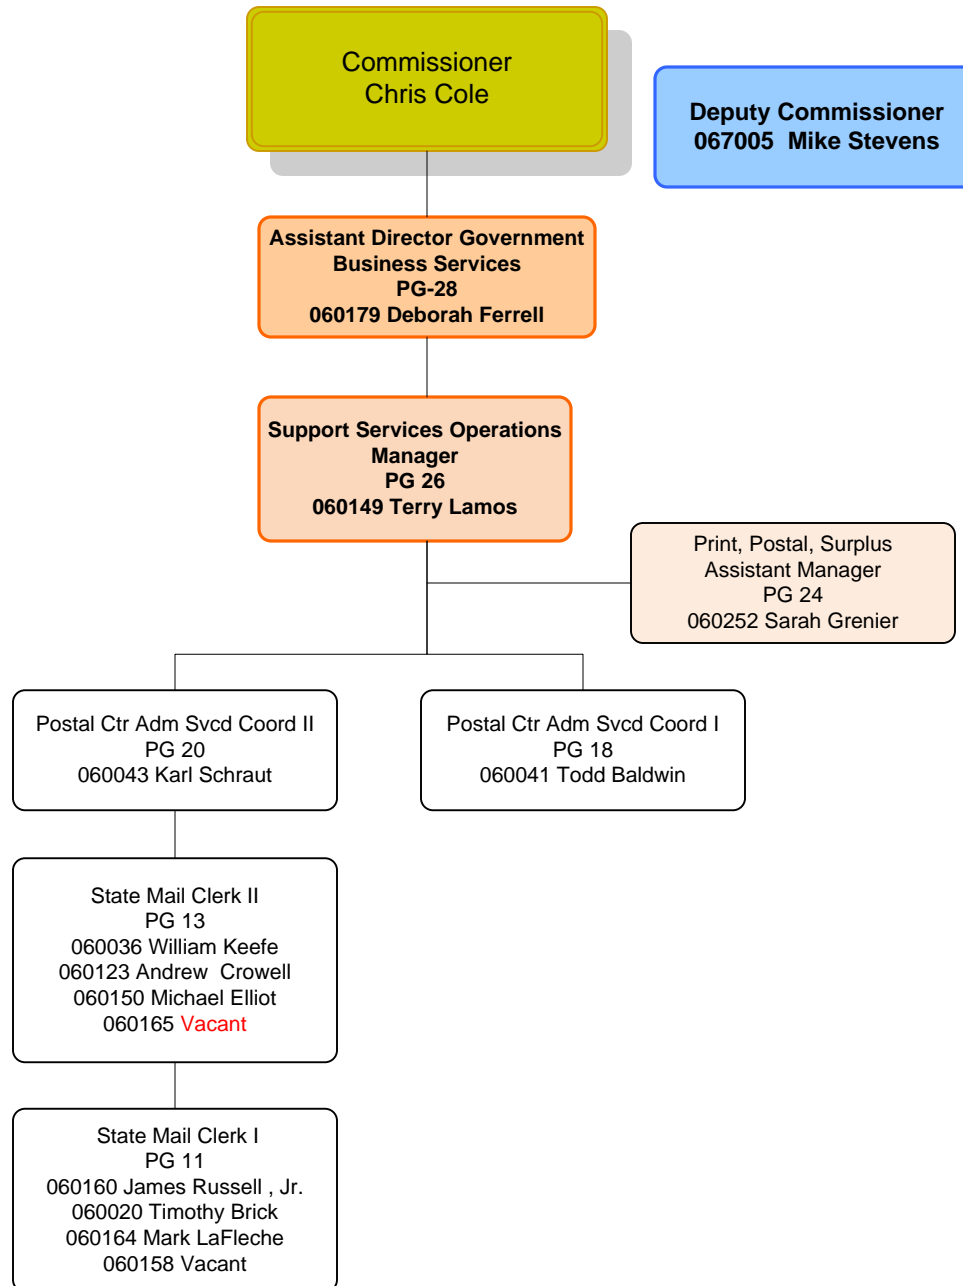 Commissioner
Chris Cole
Deputy Commissioner
067005  Mike Stevens
Assistant Director Government
Business Services
PG-28
060179 Deborah Ferrell
Support Services Operations
Manager
PG 26
060149 Terry Lamos
Print, Postal, Surplus
Assistant Manager
PG 24
060252 Sarah Grenier
Postal Ctr Adm Svcd Coord II
PG 20
060043 Karl Schraut
Postal Ctr Adm Svcd Coord I
PG 18
060041 Todd Baldwin
State Mail Clerk II
PG 13
060036 William Keefe
060123 Andrew  Crowell
060150 Michael Elliot
060165 Vacant
State Mail Clerk I
PG 11
060160 James Russell , Jr.
060020 Timothy Brick
060164 Mark LaFleche
060158 Vacant